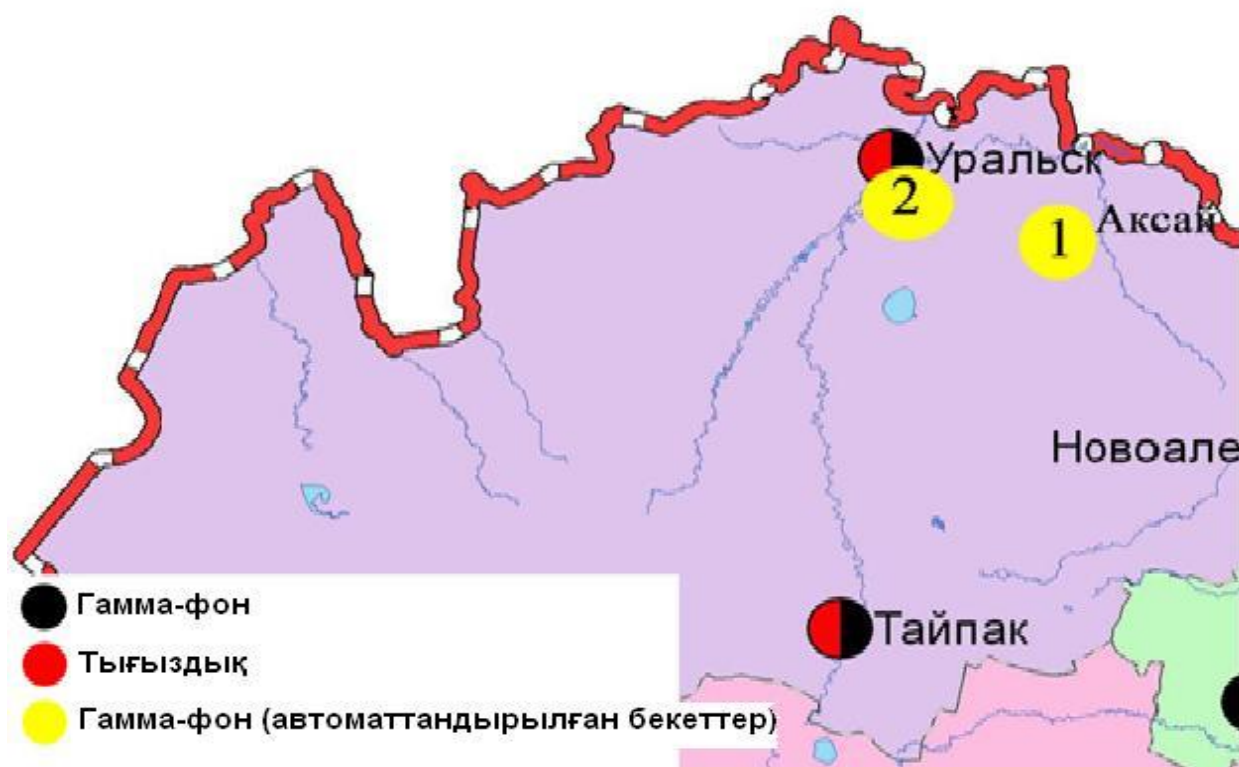 Уральск
2
1
Аксай
Новоале
Тайпак
Гамма-фон
Тығыздық
Гамма-фон (автоматтандырылған бекеттер)